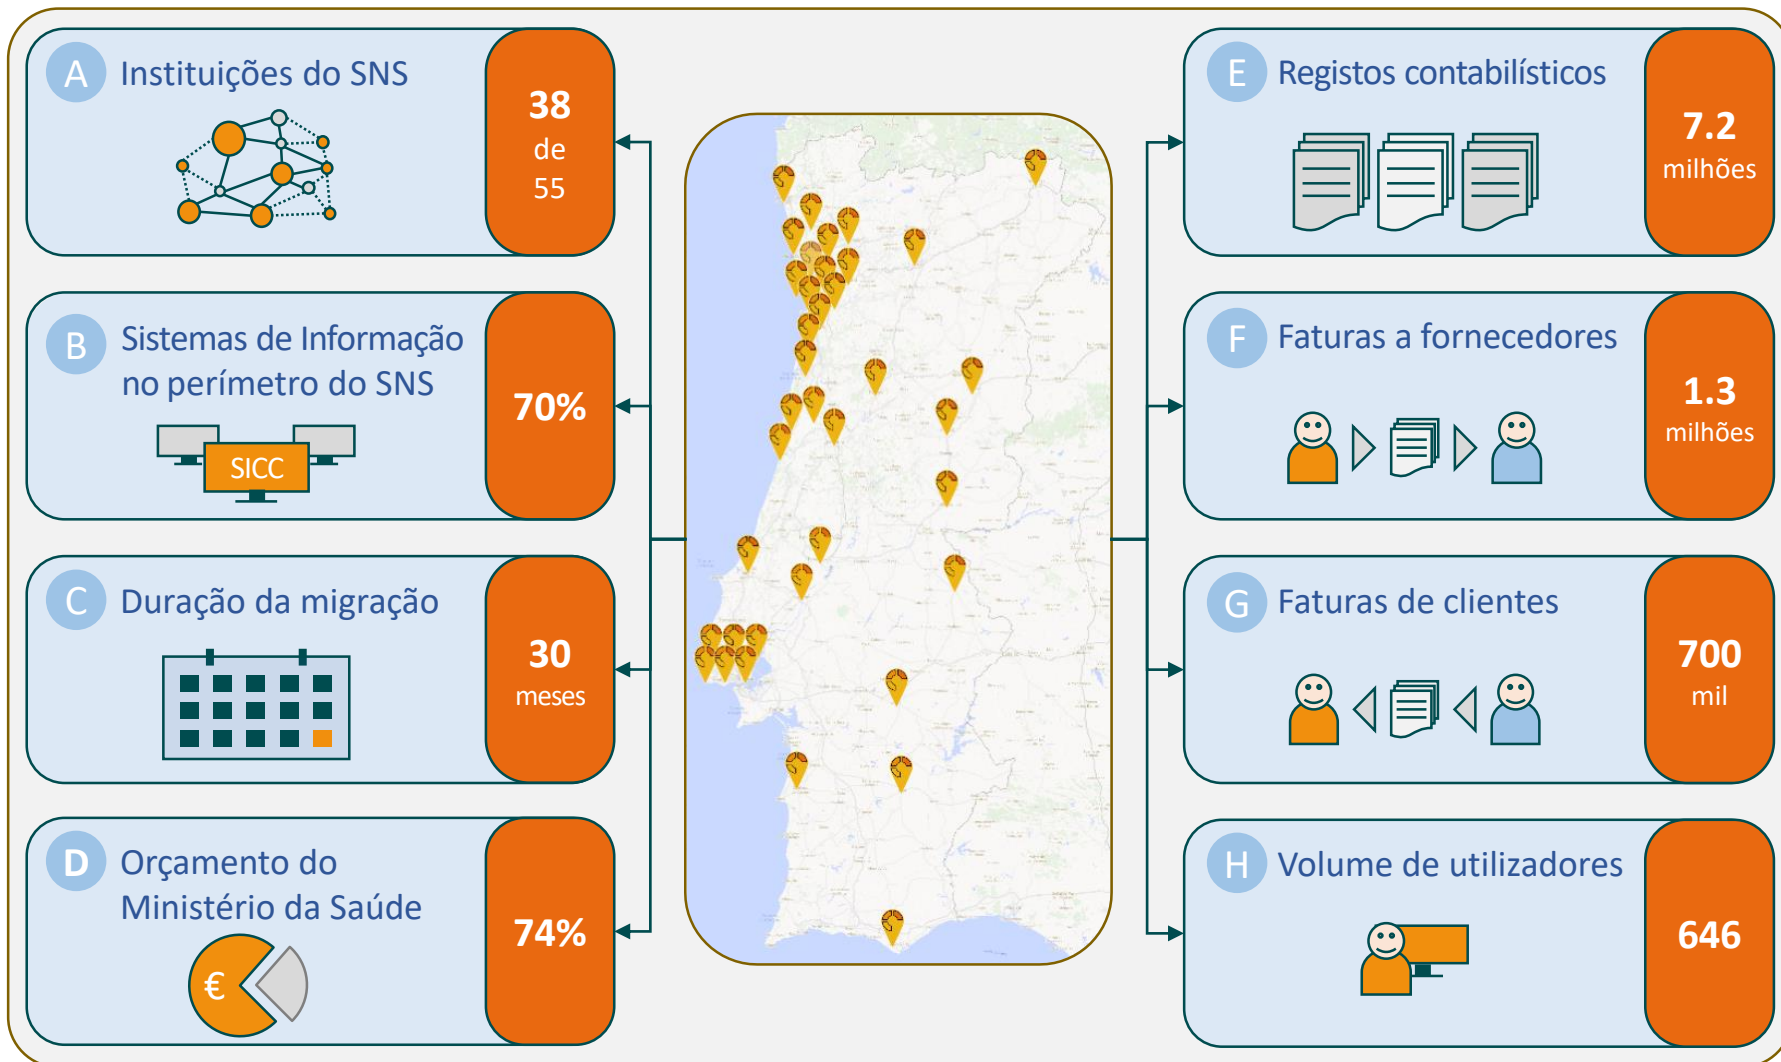 A
Instituições do SNS
38
de
55
B
Sistemas de Informação
no perímetro do SNS
SICC
70%
C
Duração da migração
30
meses
D
Orçamento do
Ministério da Saúde
€
74%
E
Registos contabilísticos
7.2
milhões
F
Faturas a fornecedores
1.3
milhões
G
Faturas de clientes
700
mil
H
Volume de utilizadores
646